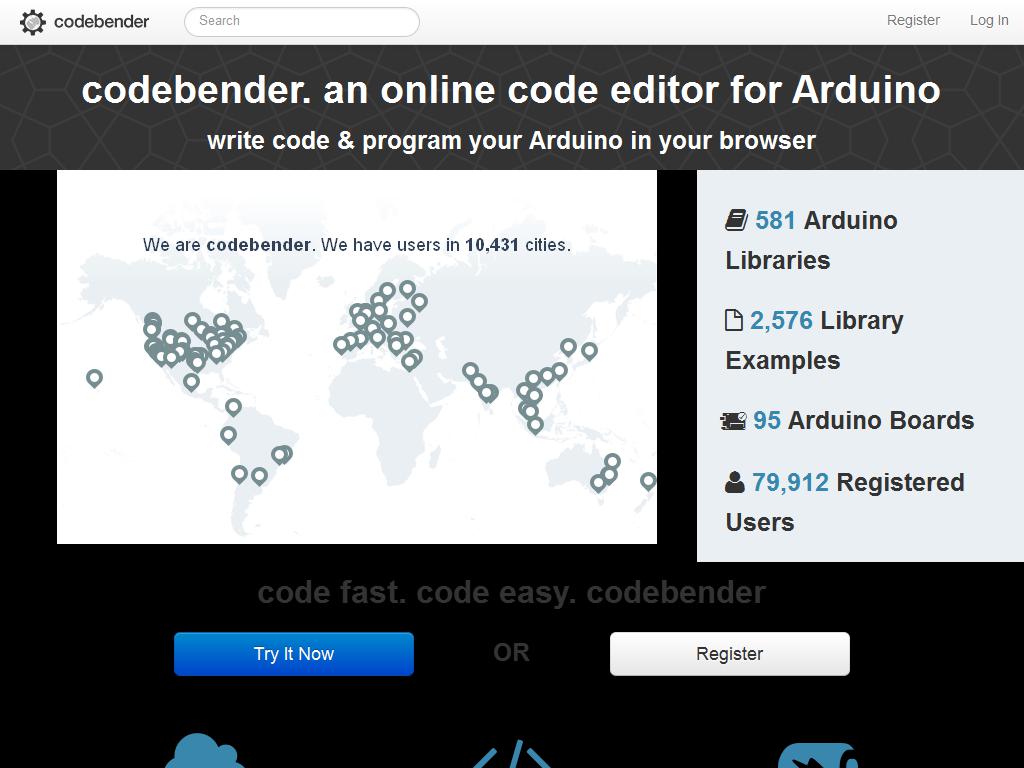 codebender
Search
Register
Log In
codebender. an online code editor for Arduino
write code & program your Arduino in your browser
We are codebender. We have users in 10,431 cities.
581 Arduino
Libraries
2,576 Library
Examples
95 Arduino Boards
79,912 Registered
Users
code fast. code easy. codebender
Try It Now
OR
Register